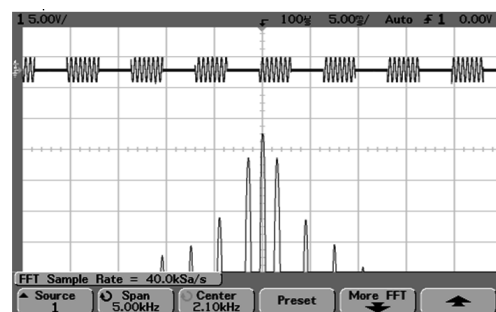 1 5.00V/ 100 5.00 / Auto 1 0.00V
FFT Sample Rate = 40.0kSa/s
Source
1
Span
5.00kHz
Center
2.10kHz
Preset
More FFT